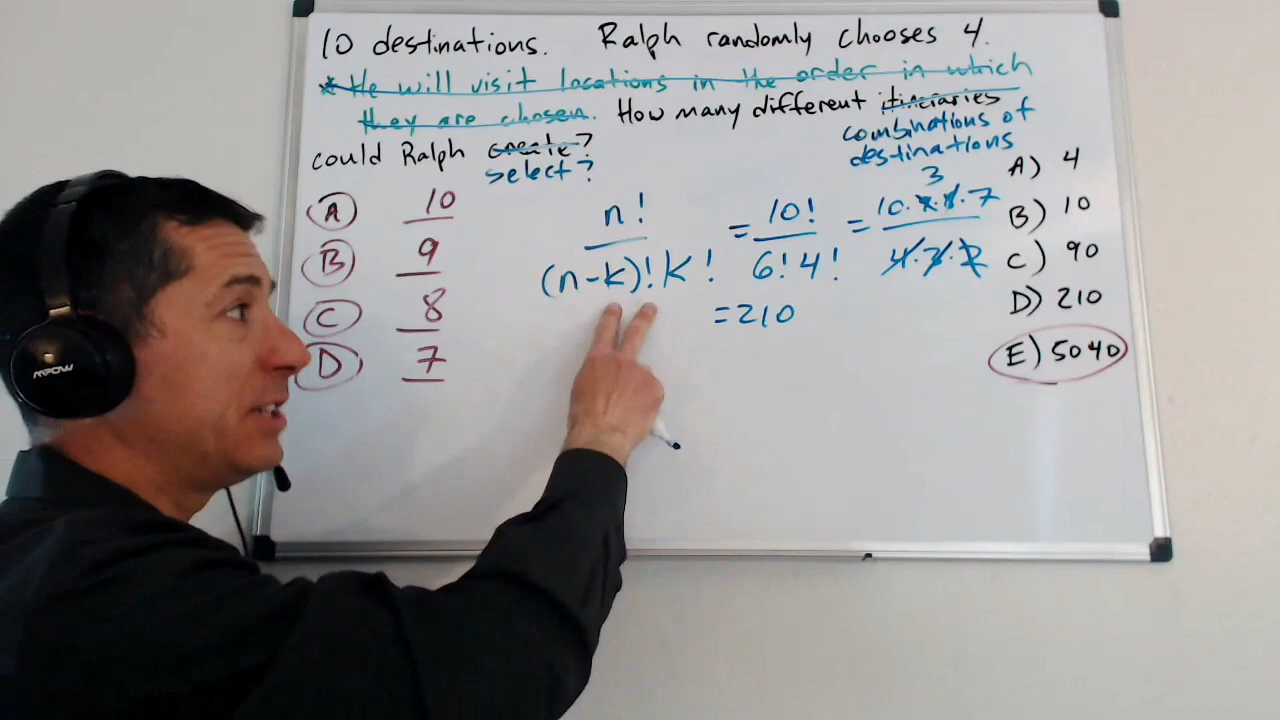 10 destinations. Ralph randomly chooses 4.
* He will visit locations in the order in which
they are chosen. How many different itineraries
combinations of
destinations
could Ralph create?
select?
A 10
B 9
C 8
D 7
n! / (n-k)! k! = 10! / 6! 4! = 10·9·8·7 / 4·3·2
3
= 210
A) 4
B) 10
C) 90
D) 210
E) 5040
MPOW